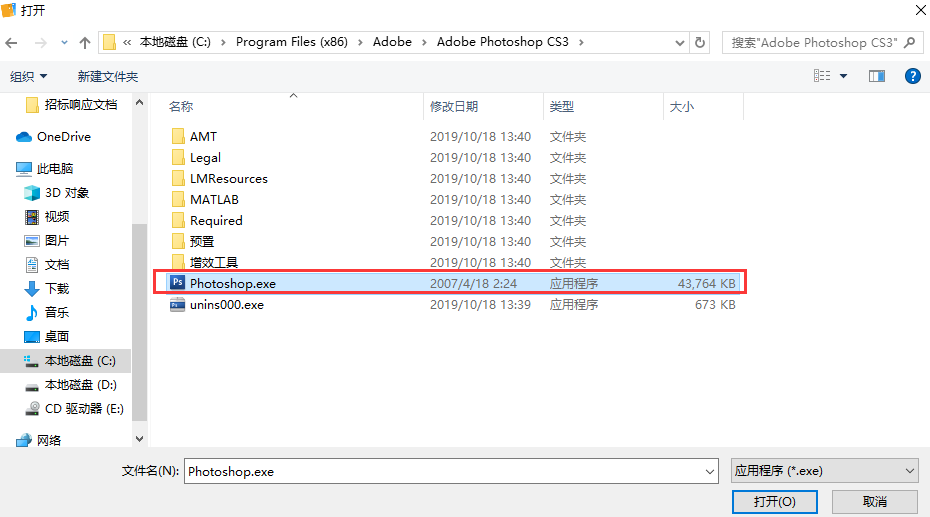 打开
« 本地磁盘 (C:) › Program Files (x86) › Adobe › Adobe Photoshop CS3 ›
搜索"Adobe Photoshop CS3"
组织 新建文件夹
招标响应文档
OneDrive
此电脑
3D 对象
视频
图片
文档
下载
音乐
桌面
本地磁盘 (C:)
本地磁盘 (D:)
CD 驱动器 (E:)
网络
名称 修改日期 类型 大小
AMT 2019/10/18 13:40 文件夹
Legal 2019/10/18 13:40 文件夹
LMResources 2019/10/18 13:40 文件夹
MATLAB 2019/10/18 13:40 文件夹
Required 2019/10/18 13:40 文件夹
预置 2019/10/18 13:40 文件夹
增效工具 2019/10/18 13:40 文件夹
Ps Photoshop.exe 2007/4/18 2:24 应用程序 43,764 KB
unins000.exe 2019/10/18 13:39 应用程序 673 KB
文件名(N): Photoshop.exe 应用程序 (*.exe)
打开(O) 取消